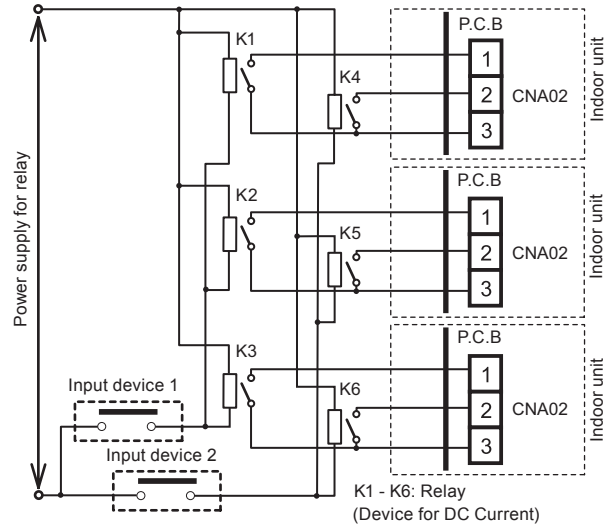 P.C.B
K1
1
K4
2
CNA02
3
Indoor unit
P.C.B
K2
1
K5
2
CNA02
3
Indoor unit
P.C.B
K3
1
K6
2
CNA02
3
Indoor unit
Power supply for relay
Input device 1
Input device 2
K1 - K6: Relay
(Device for DC Current)